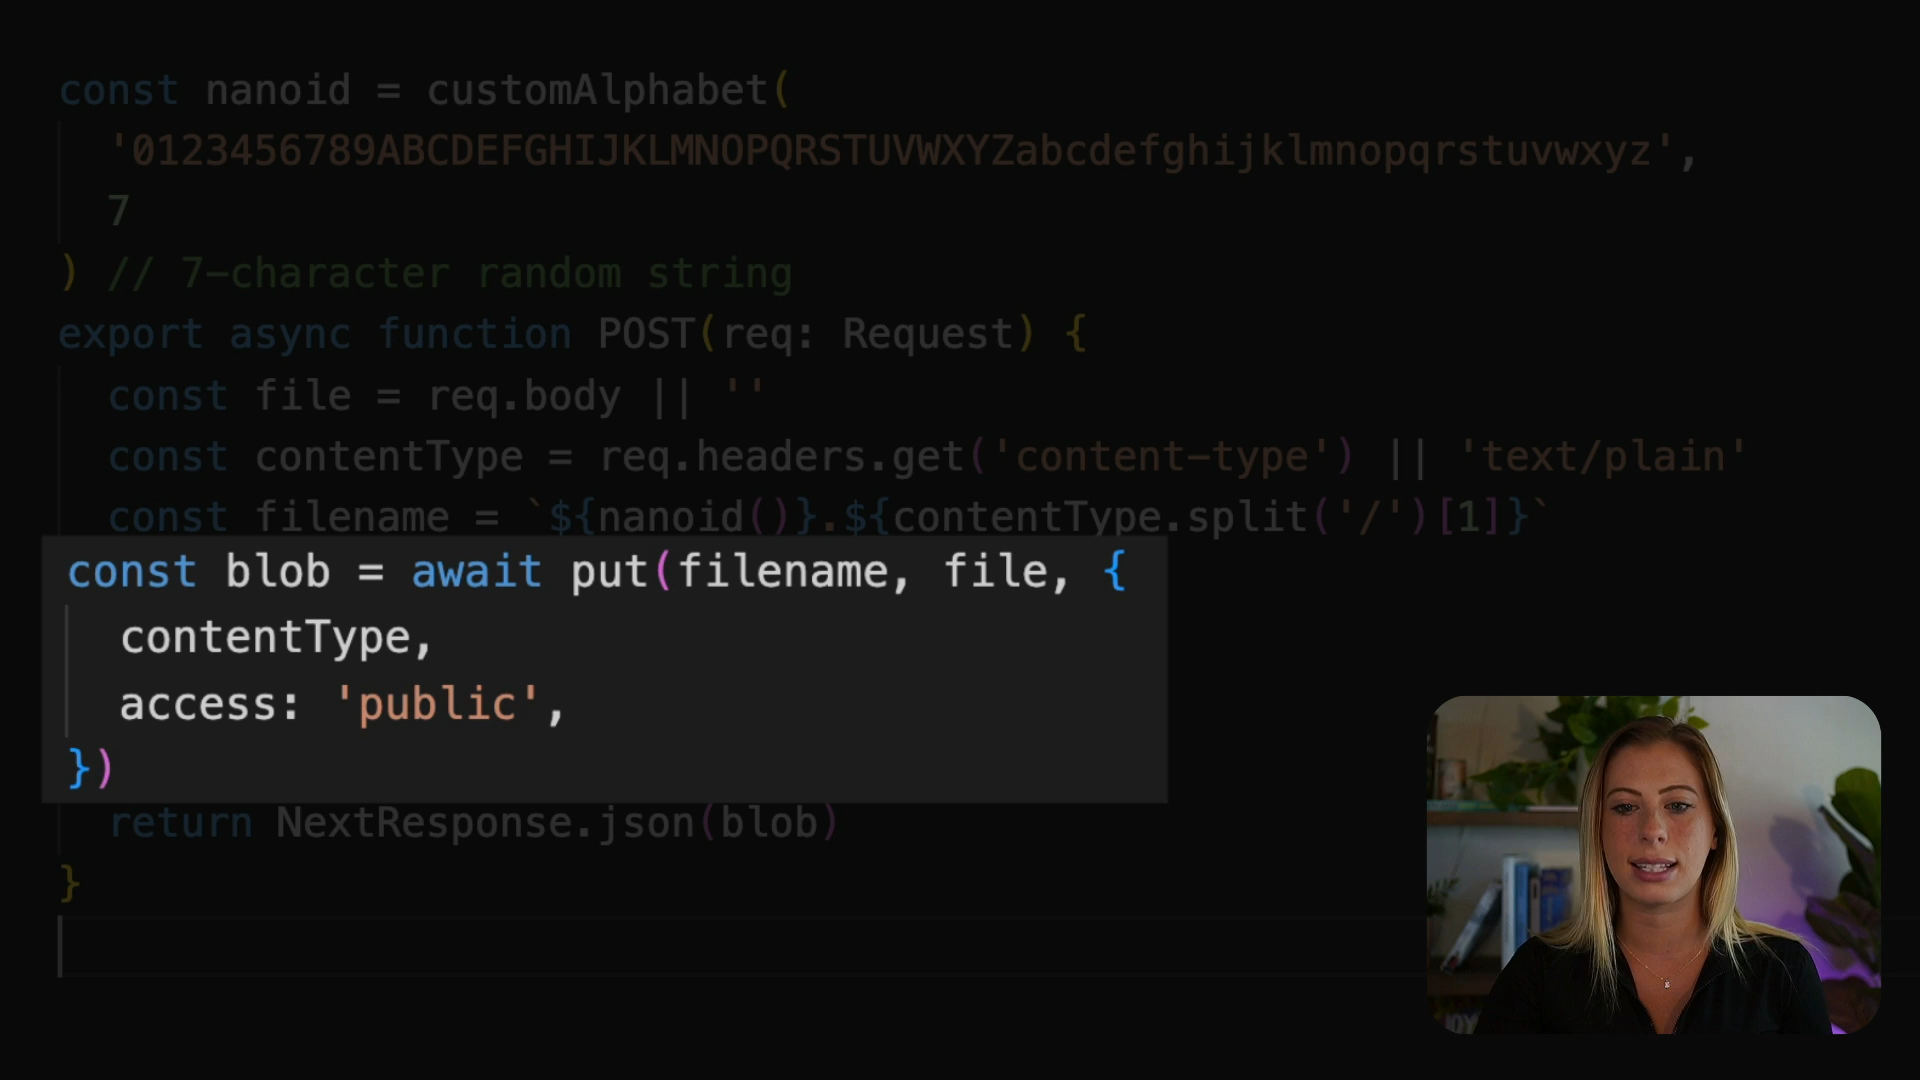 const nanoid = customAlphabet(
'0123456789ABCDEFGHIJKLMNOPQRSTUVWXYZabcdefghijklmnopqrstuvwxyz',
7
) // 7-character random string
export async function POST(req: Request) {
const file = req.body || ''
const contentType = req.headers.get('content-type') || 'text/plain'
const filename = `${nanoid()}.${contentType.split('/')[1]}`
const blob = await put(filename, file, {
contentType,
access: 'public',
})
return NextResponse.json(blob)
}